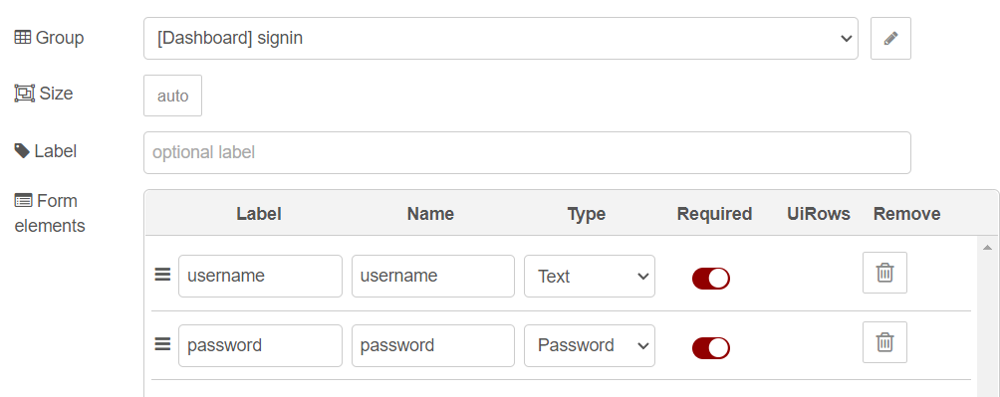 Group
[Dashboard] signin
Size
auto
Label
optional label
Form
elements
Label Name Type Required UiRows Remove
username username Text
password password Password